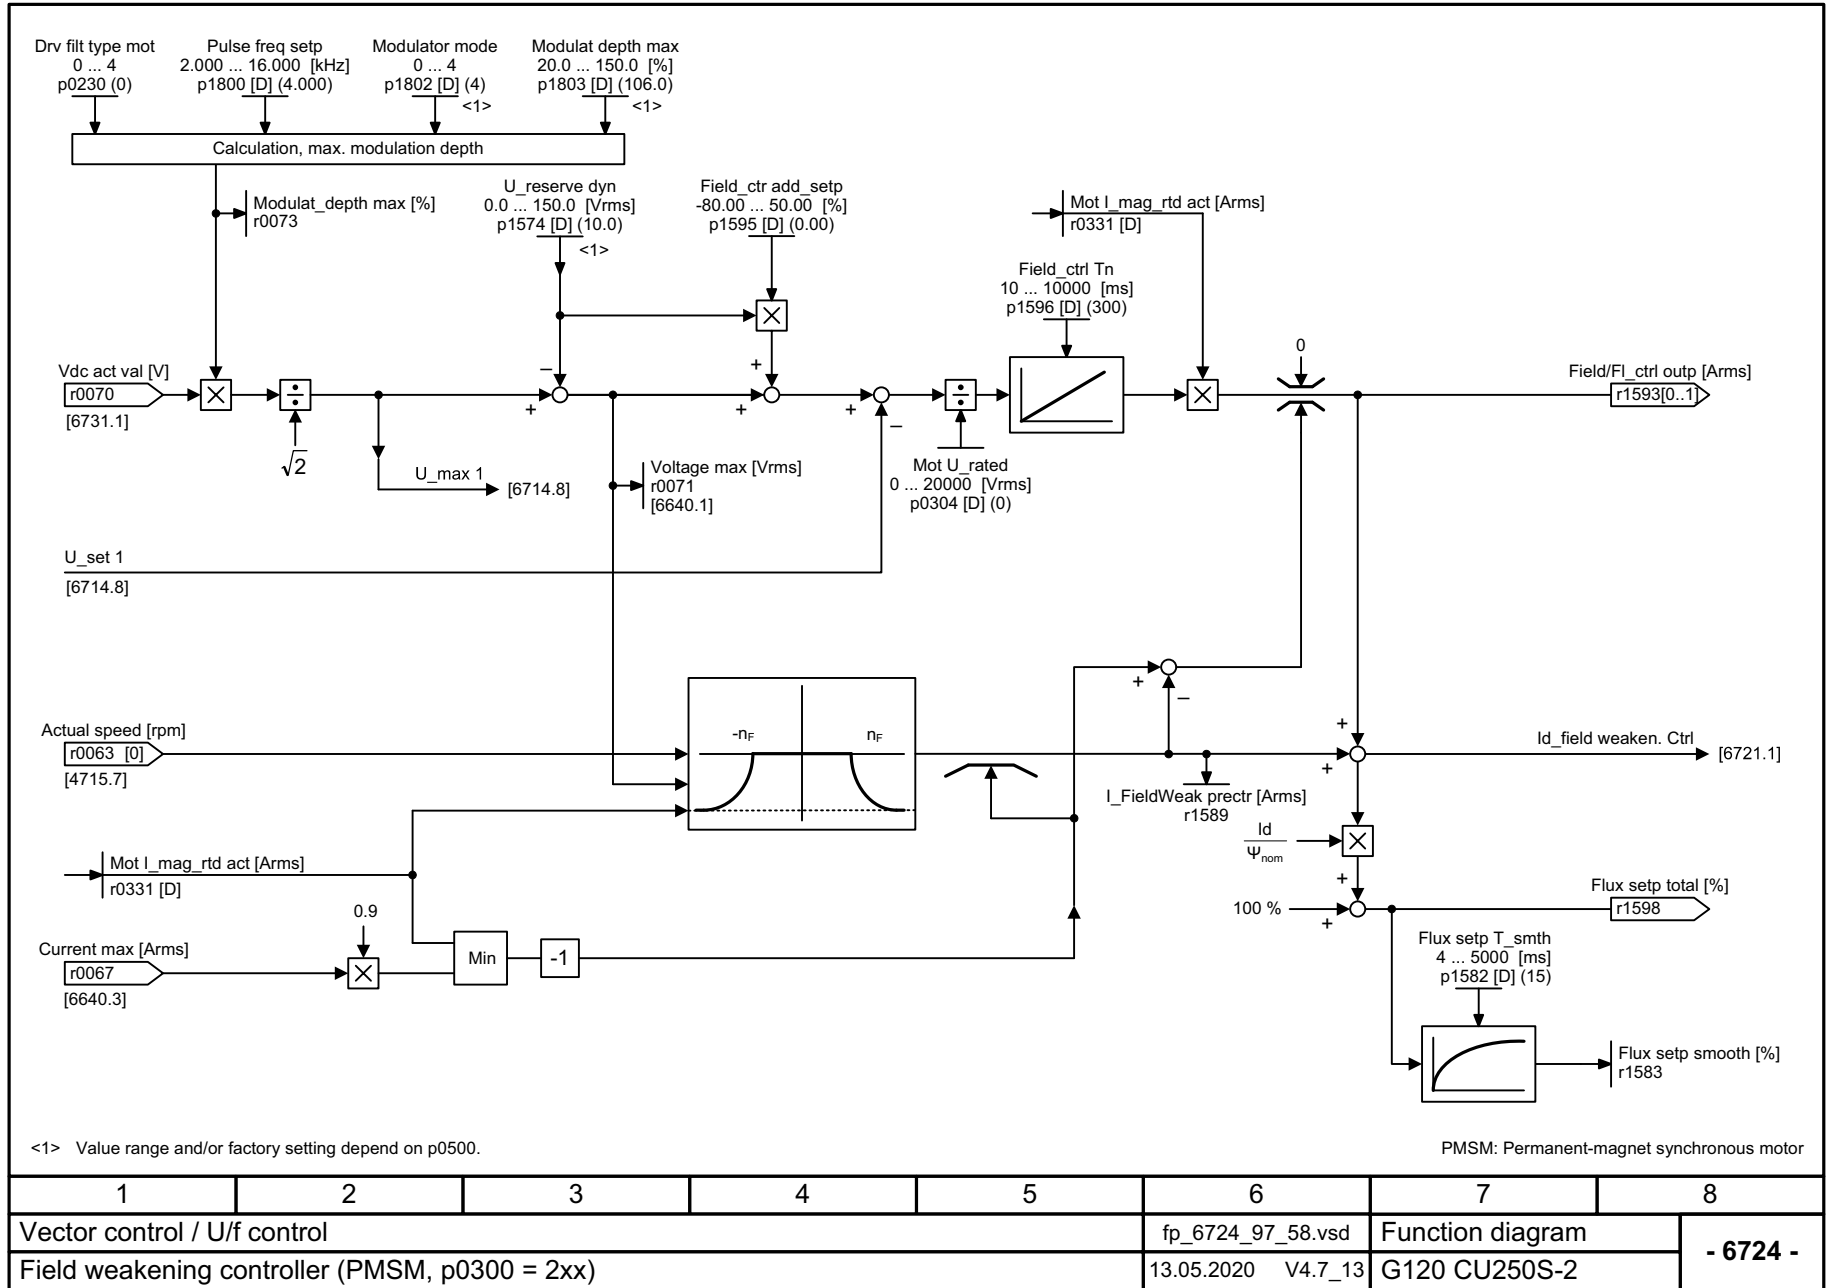 Drv filt type mot
0 ... 4
p0230 (0)
Pulse freq setp
2.000 ... 16.000 [kHz]
p1800 [D] (4.000)
Modulator mode
0 ... 4
p1802 [D] (4)
<1>
Modulat depth max
20.0 ... 150.0 [%]
p1803 [D] (106.0)
<1>
Calculation, max. modulation depth
Modulat_depth max [%]
r0073
U_reserve dyn
0.0 ... 150.0 [Vrms]
p1574 [D] (10.0)
<1>
Field_ctr add_setp
-80.00 ... 50.00 [%]
p1595 [D] (0.00)
Mot I_mag_rtd act [Arms]
r0331 [D]
Field_ctrl Tn
10 ... 10000 [ms]
p1596 [D] (300)
0
Vdc act val [V]
r0070
[6731.1]
×
÷
√2
– +
×
+ +
+ –
÷
×
Field/Fl_ctrl outp [Arms]
r1593[0..1]
U_max 1
[6714.8]
Voltage max [Vrms]
r0071
[6640.1]
Mot U_rated
0 ... 20000 [Vrms]
p0304 [D] (0)
U_set 1
[6714.8]
+ –
Actual speed [rpm]
r0063 [0]
[4715.7]
-nF
nF
+ +
Id_field weaken. Ctrl
[6721.1]
I_FieldWeak prectr [Arms]
r1589
Id
Ψnom
×
Mot I_mag_rtd act [Arms]
r0331 [D]
0.9
Current max [Arms]
r0067
[6640.3]
×
Min
-1
100 %
+ +
Flux setp total [%]
r1598
Flux setp T_smth
4 ... 5000 [ms]
p1582 [D] (15)
Flux setp smooth [%]
r1583
<1> Value range and/or factory setting depend on p0500.
PMSM: Permanent-magnet synchronous motor
1 2 3 4 5 6 7 8
Vector control / U/f control
fp_6724_97_58.vsd
Function diagram
- 6724 -
Field weakening controller (PMSM, p0300 = 2xx)
13.05.2020 V4.7_13
G120 CU250S-2